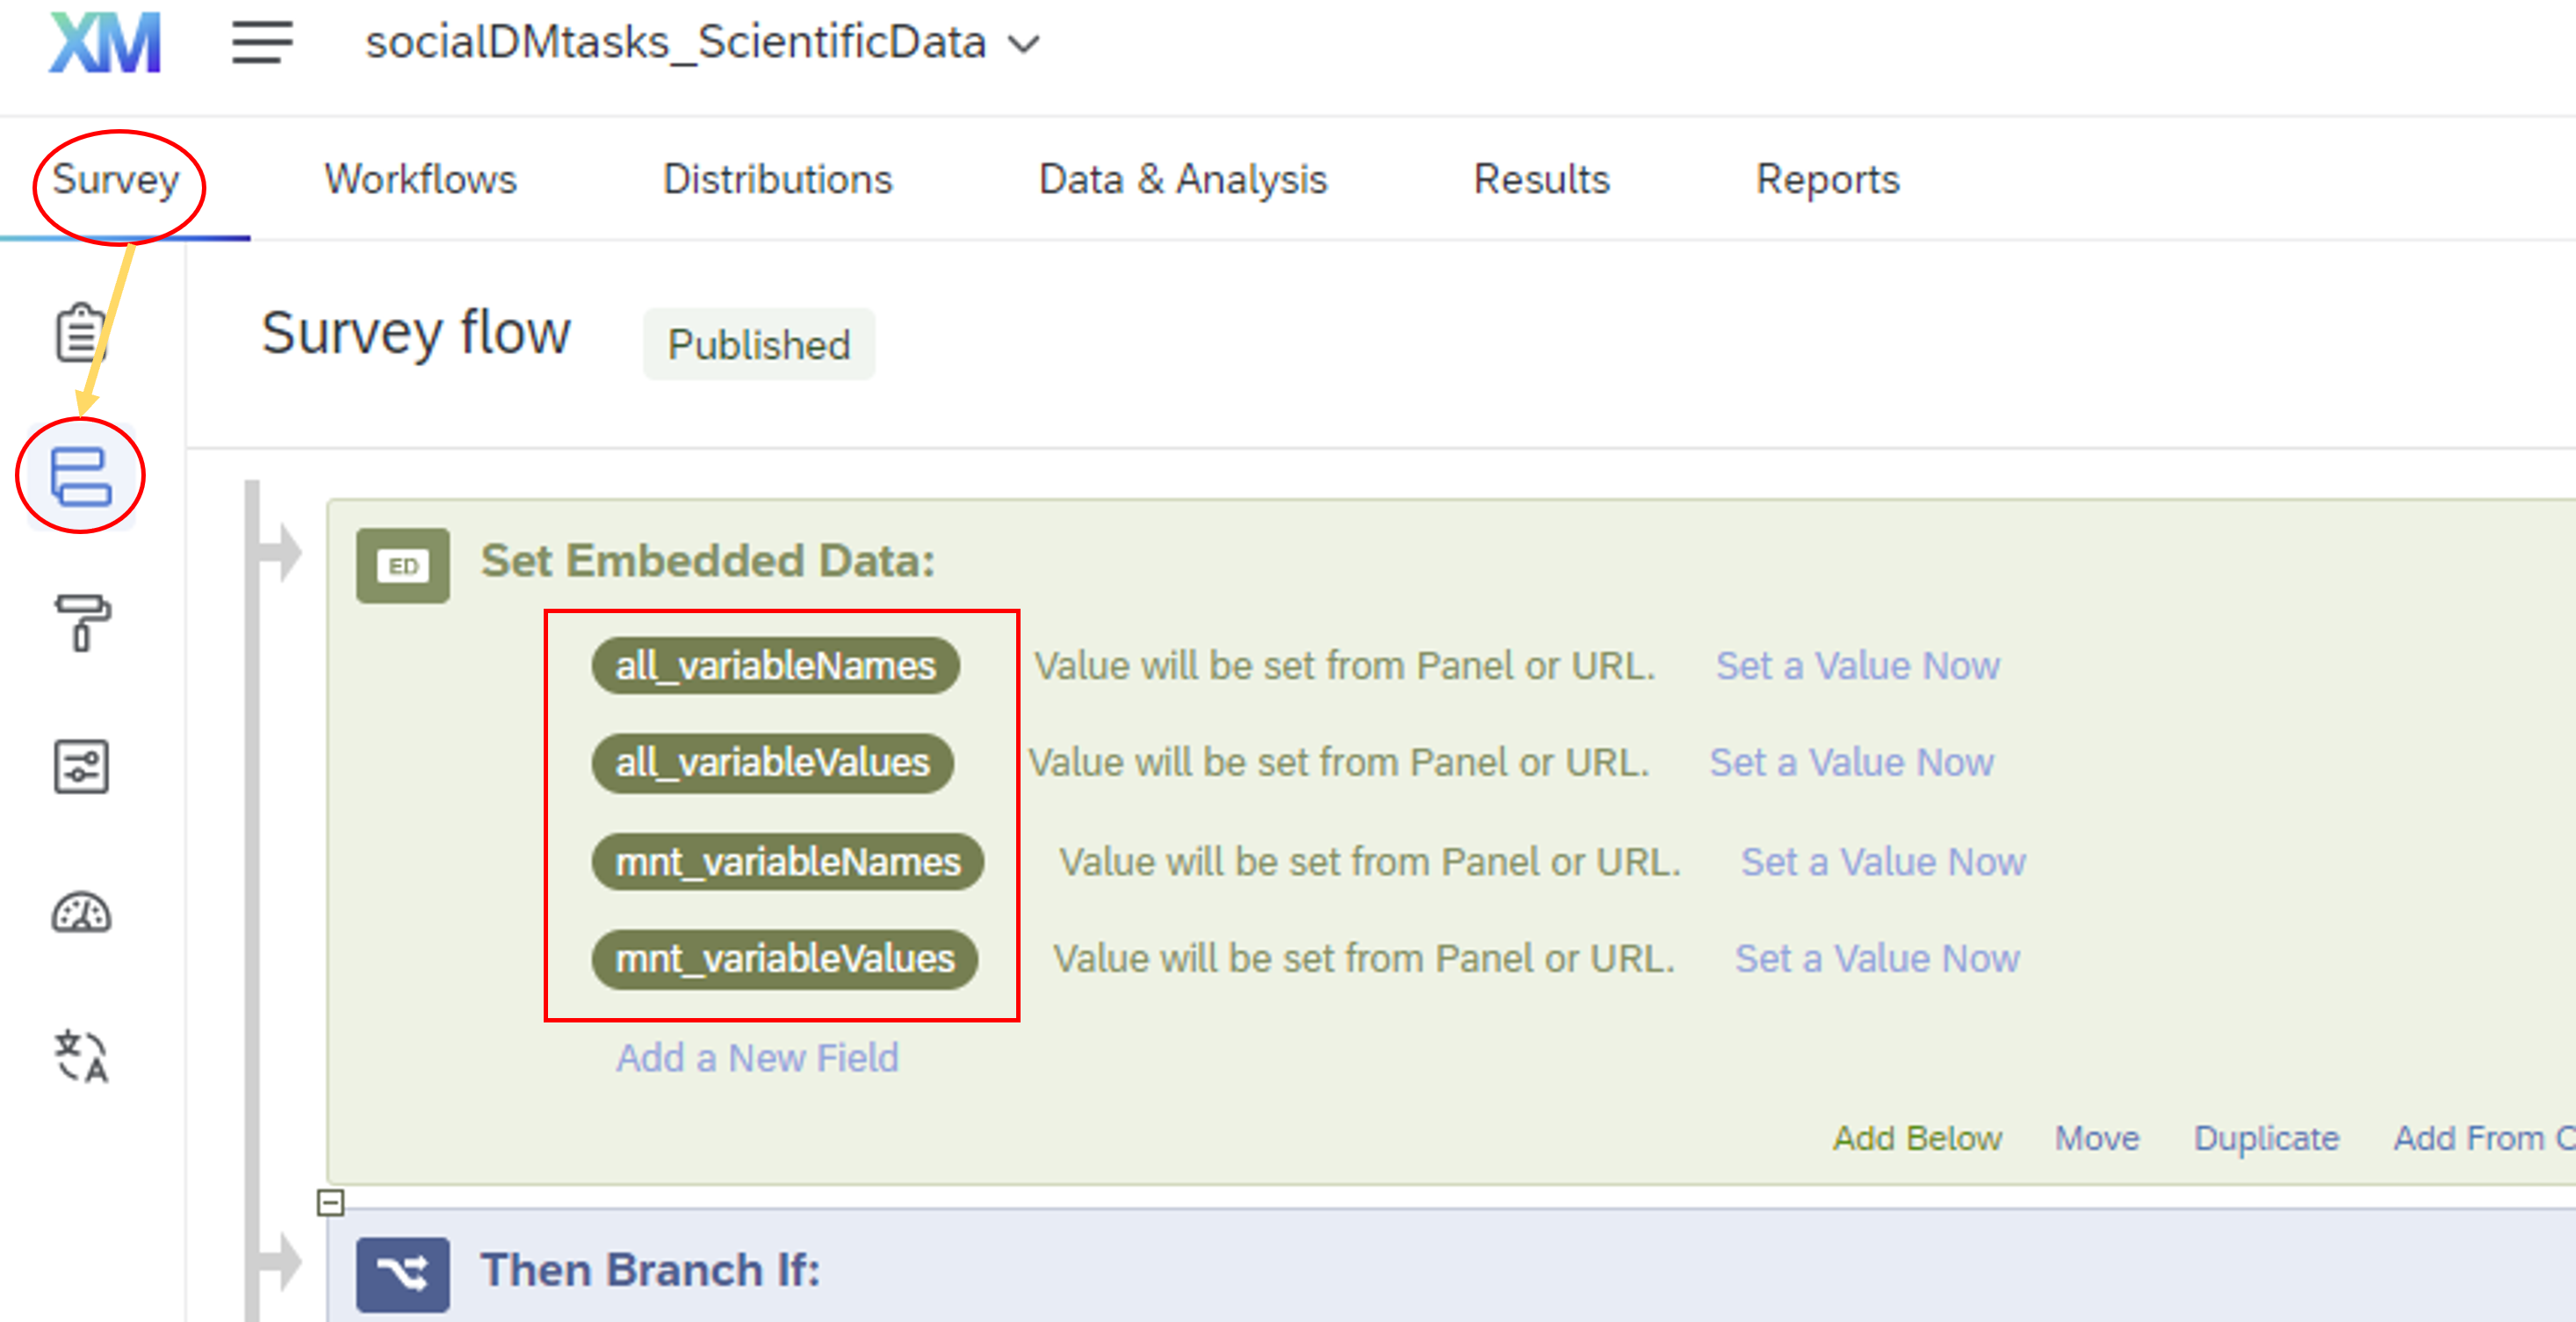 XM socialDMtasks_ScientificData
Survey Workflows Distributions Data & Analysis Results Reports
Survey flow Published
ED Set Embedded Data:
all_variableNames Value will be set from Panel or URL. Set a Value Now
all_variableValues Value will be set from Panel or URL. Set a Value Now
mnt_variableNames Value will be set from Panel or URL. Set a Value Now
mnt_variableValues Value will be set from Panel or URL. Set a Value Now
Add a New Field
Add Below Move Duplicate Add From C
Then Branch If: